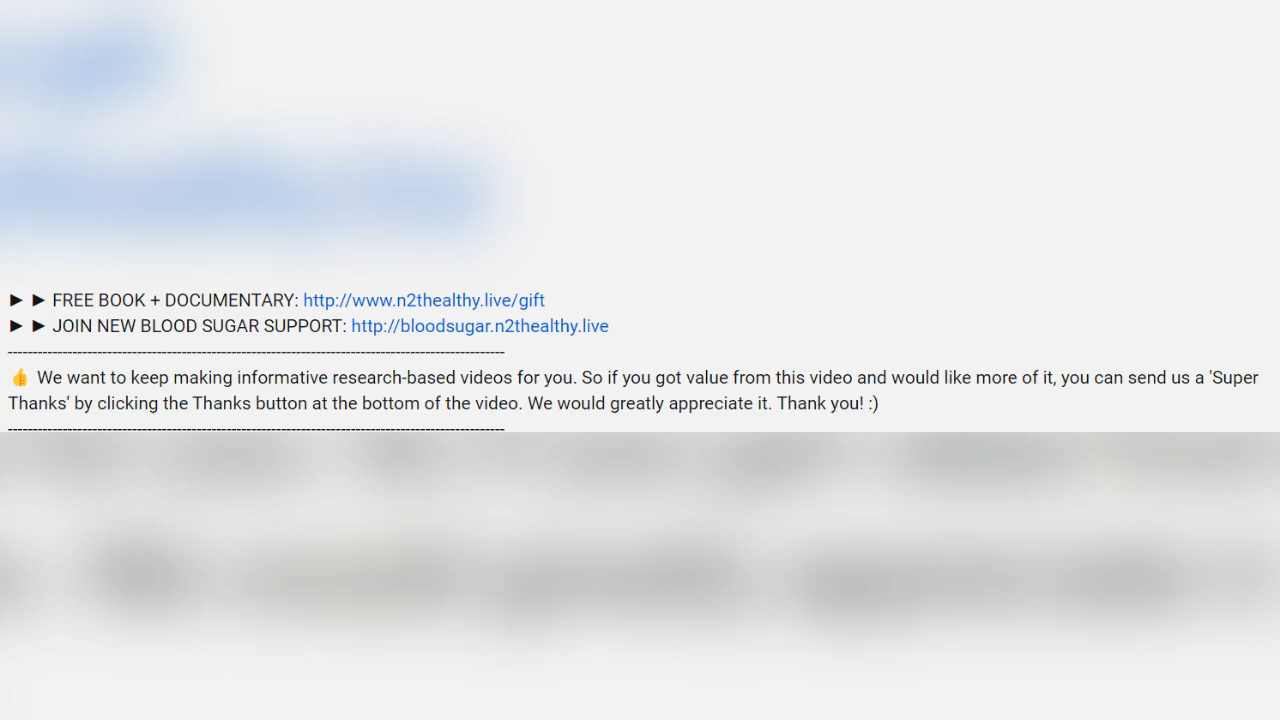 ► ► FREE BOOK + DOCUMENTARY: http://www.n2thealthy.live/gift
► ► JOIN NEW BLOOD SUGAR SUPPORT: http://bloodsugar.n2thealthy.live
----------------------------------------------------------------------------------------------------
👍 We want to keep making informative research-based videos for you. So if you got value from this video and would like more of it, you can send us a 'Super
Thanks' by clicking the Thanks button at the bottom of the video. We would greatly appreciate it. Thank you! :)
----------------------------------------------------------------------------------------------------